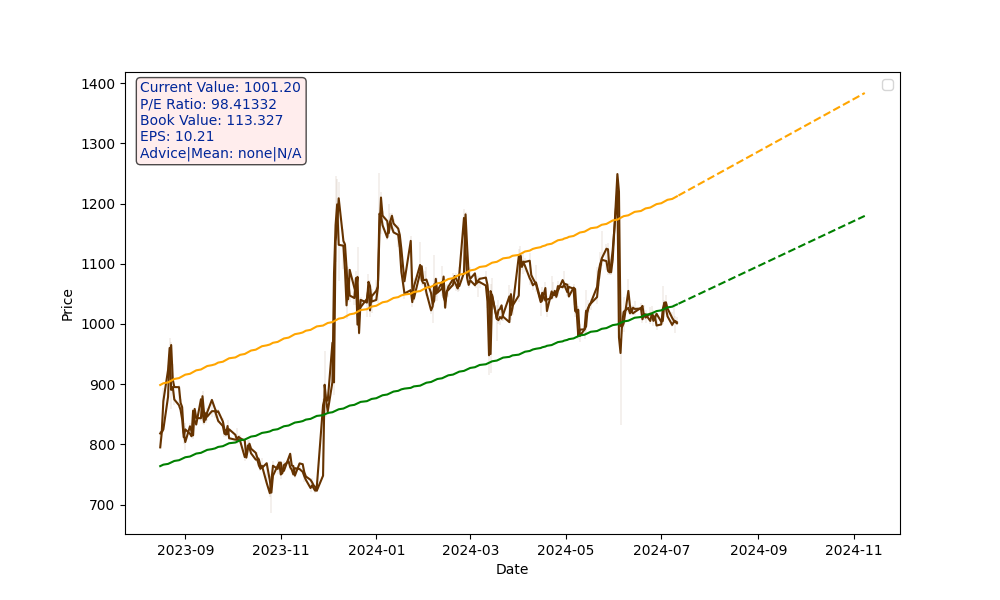 Current Value: 1001.20
P/E Ratio: 98.41332
Book Value: 113.327
EPS: 10.21
Advice|Mean: none|N/A
1400
1300
1200
1100
1000
900
800
700
Price
2023-09 2023-11 2024-01 2024-03 2024-05 2024-07 2024-09 2024-11
Date